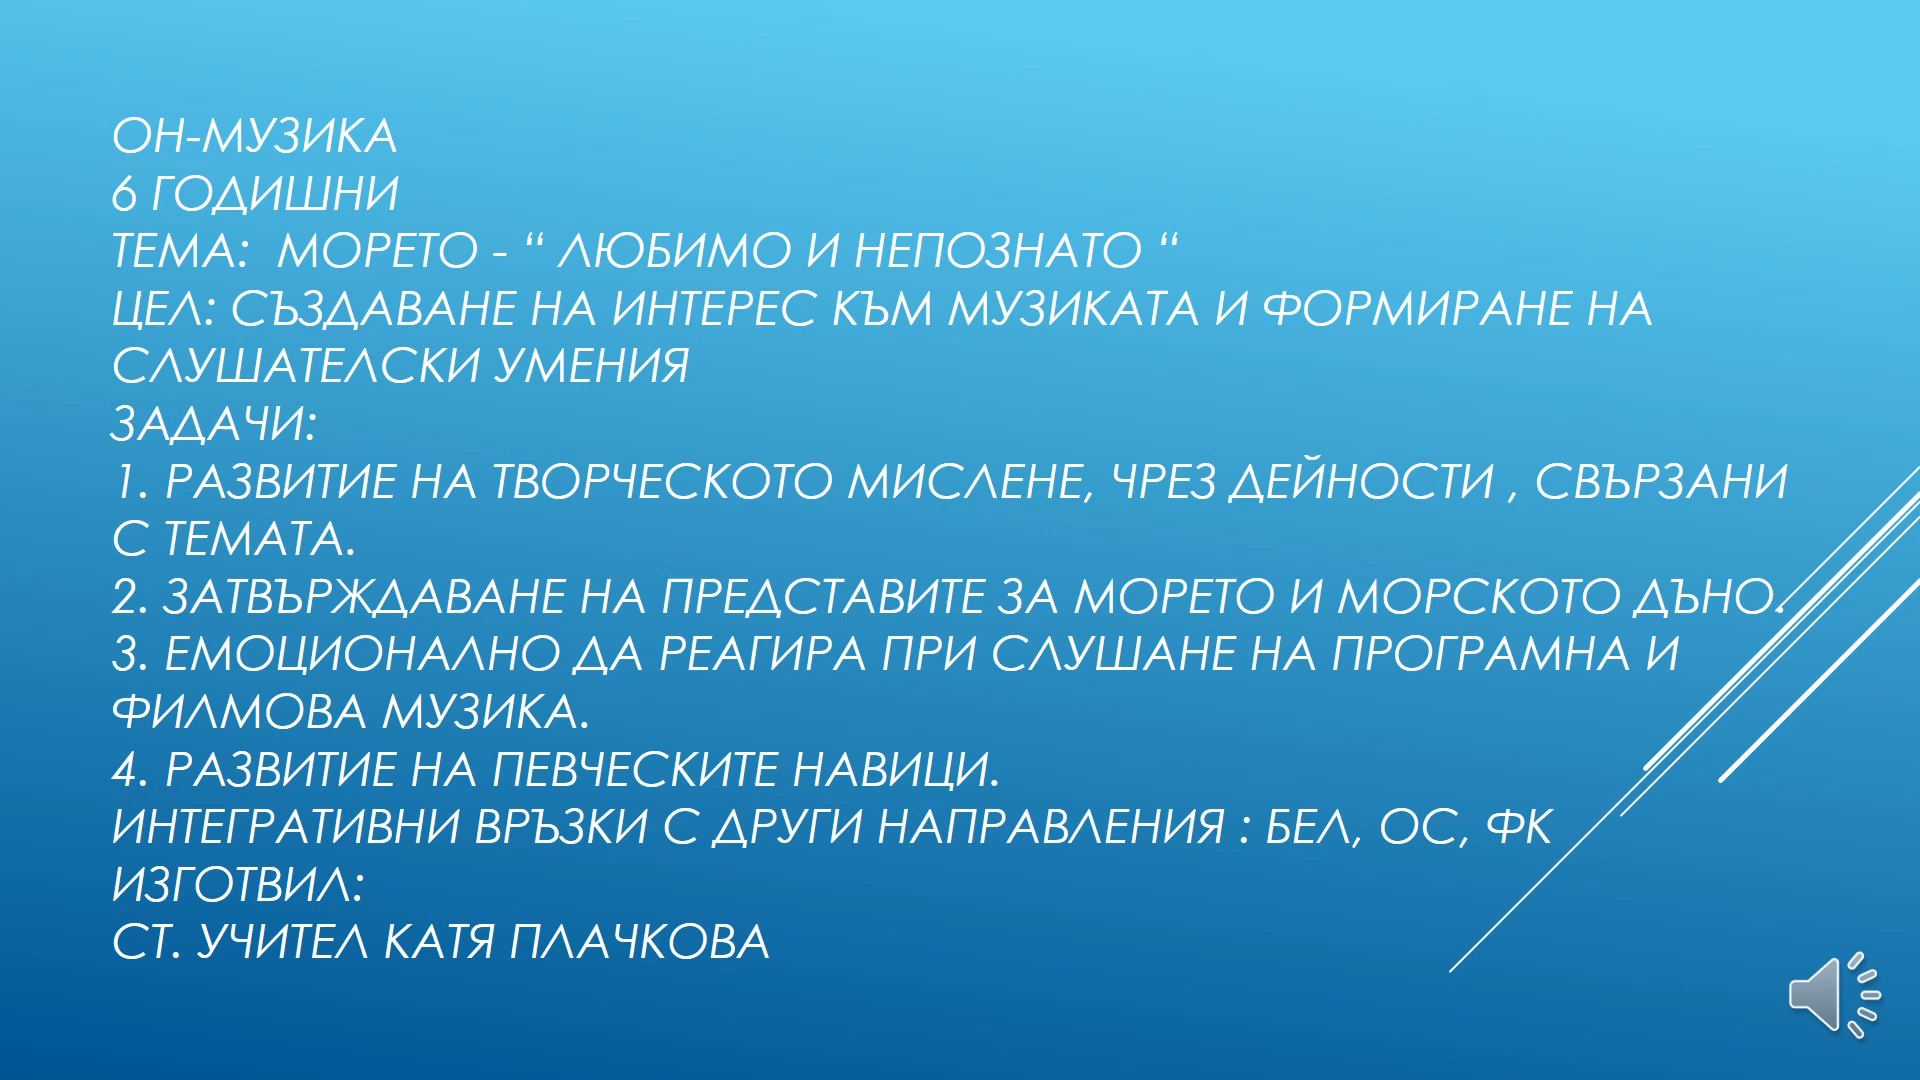 ОН-МУЗИКА
6 ГОДИШНИ
ТЕМА:  МОРЕТО - “ ЛЮБИМО И НЕПОЗНАТО “
ЦЕЛ: СЪЗДАВАНЕ НА ИНТЕРЕС КЪМ МУЗИКАТА И ФОРМИРАНЕ НА
СЛУШАТЕЛСКИ УМЕНИЯ
ЗАДАЧИ:
1. РАЗВИТИЕ НА ТВОРЧЕСКОТО МИСЛЕНЕ, ЧРЕЗ ДЕЙНОСТИ , СВЪРЗАНИ
С ТЕМАТА.
2. ЗАТВЪРЖДАВАНЕ НА ПРЕДСТАВИТЕ ЗА МОРЕТО И МОРСКОТО ДЪНО.
3. ЕМОЦИОНАЛНО ДА РЕАГИРА ПРИ СЛУШАНЕ НА ПРОГРАМНА И
ФИЛМОВА МУЗИКА.
4. РАЗВИТИЕ НА ПЕВЧЕСКИТЕ НАВИЦИ.
ИНТЕГРАТИВНИ ВРЪЗКИ С ДРУГИ НАПРАВЛЕНИЯ : БЕЛ, ОС, ФК
ИЗГОТВИЛ:
СТ. УЧИТЕЛ КАТЯ ПЛАЧКОВА